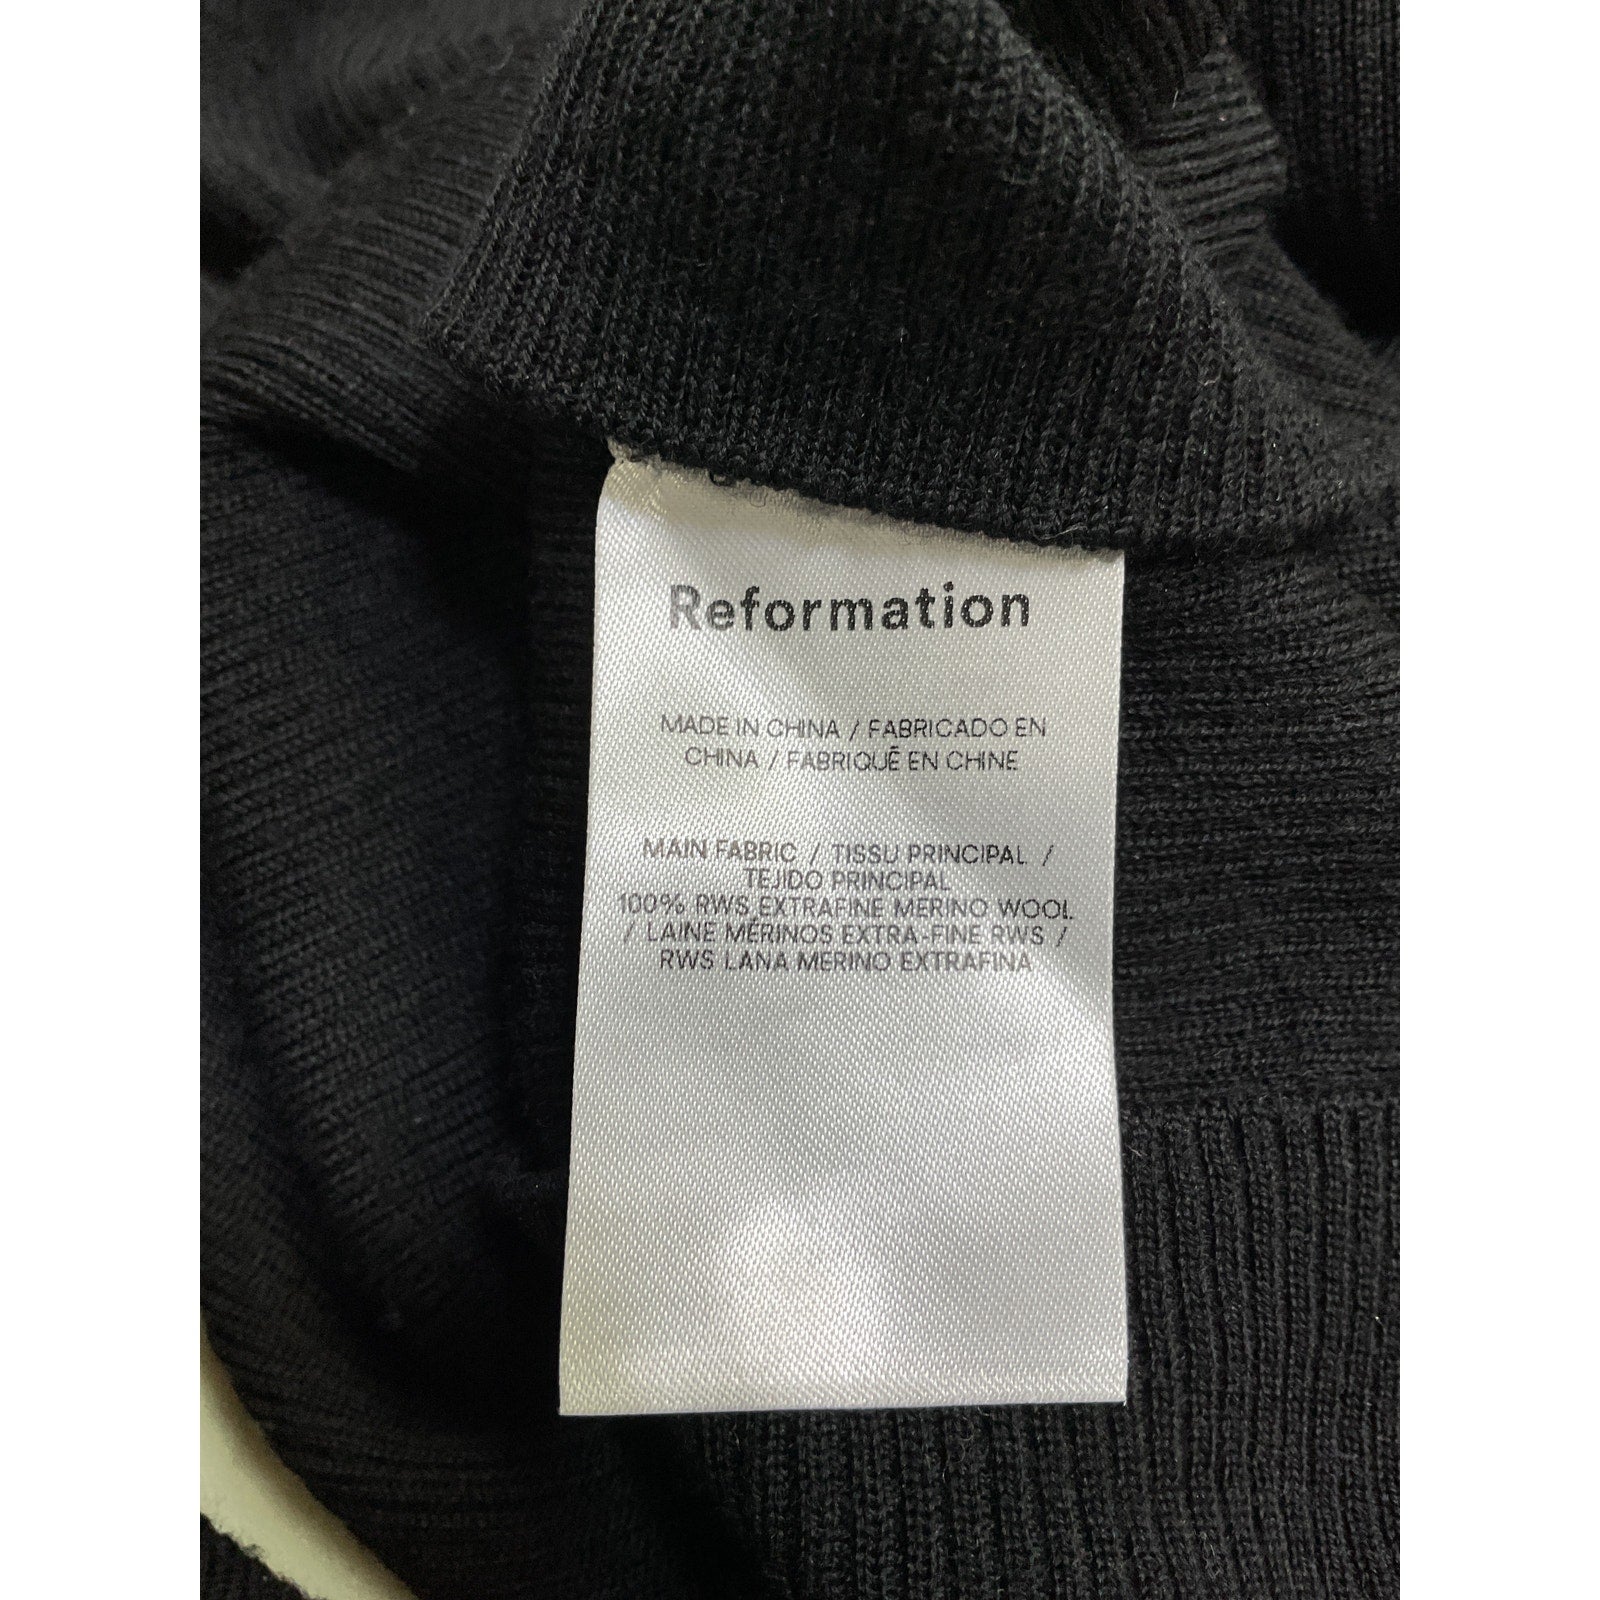 Reformation
MADE IN CHINA / FABRICADO EN
CHINA / FABRIQUÉ EN CHINE
MAIN FABRIC / TISSU PRINCIPAL /
TEJIDO PRINCIPAL
100% RWS EXTRAFINE MERINO WOOL
/ LAINE MÉRINOS EXTRA-FINE RWS /
RWS LANA MERINO EXTRAFINA